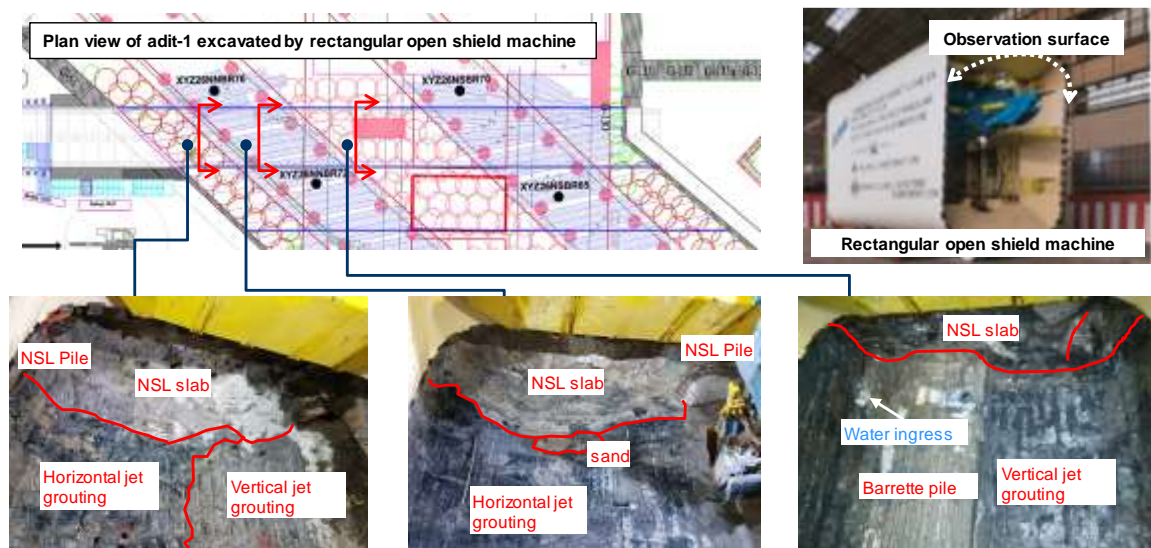 Plan view of adit-1 excavated by rectangular open shield machine
XYZ26NNBR76
XYZ26NSBR70
XYZ26NNBR73
XYZ26NSBR65
Observation surface
Rectangular open shield machine
NSL Pile
NSL slab
Horizontal jet
grouting
Vertical jet
grouting
NSL Pile
NSL slab
sand
Horizontal jet grouting
NSL slab
Water ingress
Barrette pile
Vertical jet
grouting